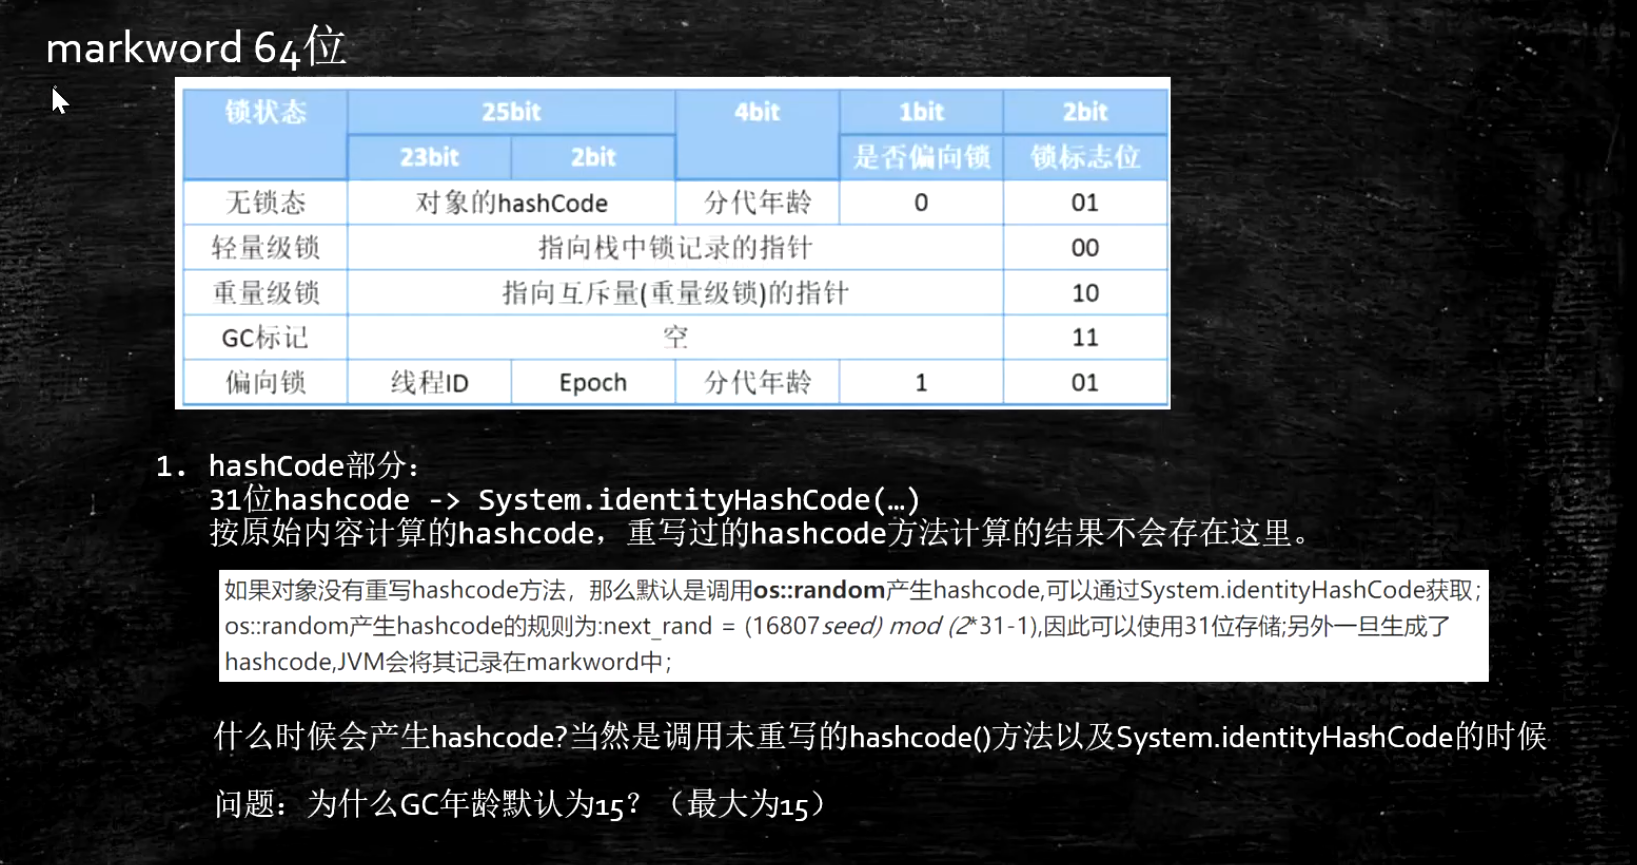 markword 64位
锁状态 25bit 4bit 1bit 2bit
23bit 2bit 是否偏向锁 锁标志位
无锁态 对象的hashCode 分代年龄 0 01
轻量级锁 指向栈中锁记录的指针 00
重量级锁 指向互斥量(重量级锁)的指针 10
GC标记 空 11
偏向锁 线程ID Epoch 分代年龄 1 01
1. hashCode部分:
31位hashcode -> System.identityHashCode(…)
按原始内容计算的hashcode，重写过的hashcode方法计算的结果不会存在这里。
如果对象没有重写hashcode方法，那么默认是调用os::random产生hashcode,可以通过System.identityHashCode获取;
os::random产生hashcode的规则为:next_rand = (16807seed) mod (2*31-1),因此可以使用31位存储;另外一旦生成了
hashcode,JVM会将其记录在markword中;
什么时候会产生hashcode?当然是调用未重写的hashcode()方法以及System.identityHashCode的时候
问题：为什么GC年龄默认为15？（最大为15）